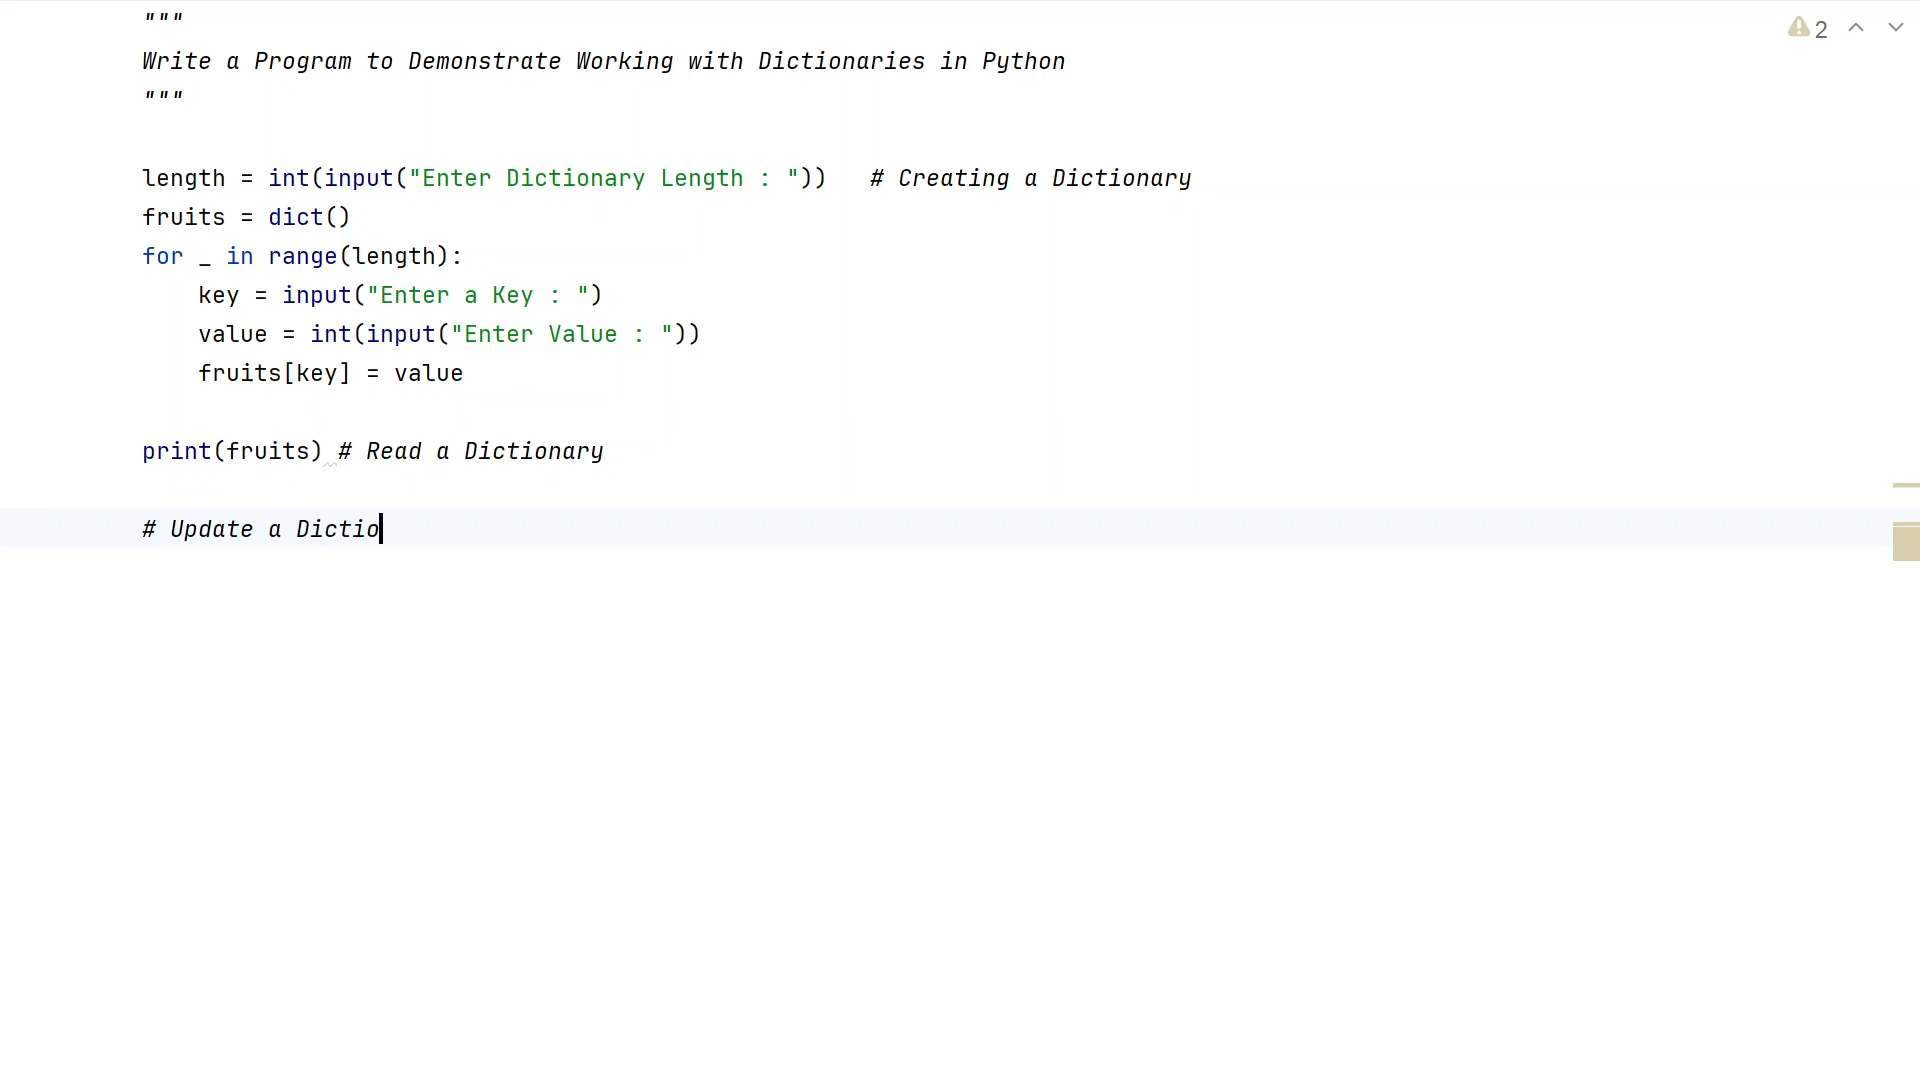 """
2
Write a Program to Demonstrate Working with Dictionaries in Python
"""
length = int(input("Enter Dictionary Length : "))   # Creating a Dictionary
fruits = dict()
for _ in range(length):
    key = input("Enter a Key : ")
    value = int(input("Enter Value : "))
    fruits[key] = value
print(fruits) # Read a Dictionary
# Update a Dictio